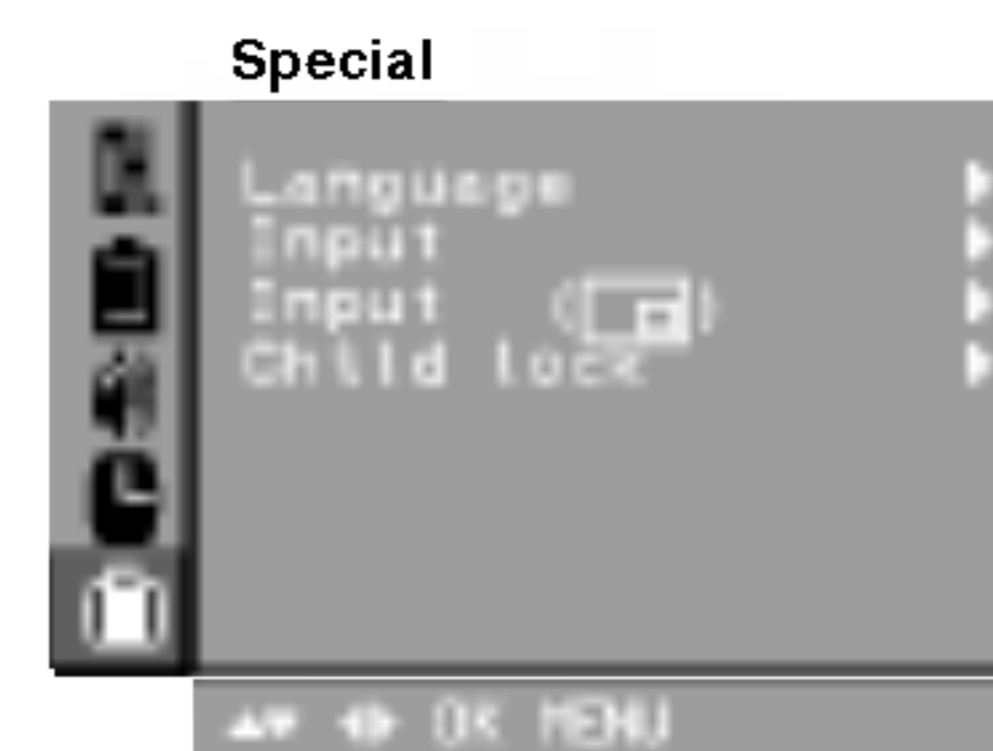 Special
Language
Input
Input ( )
Child lock
OK MENU